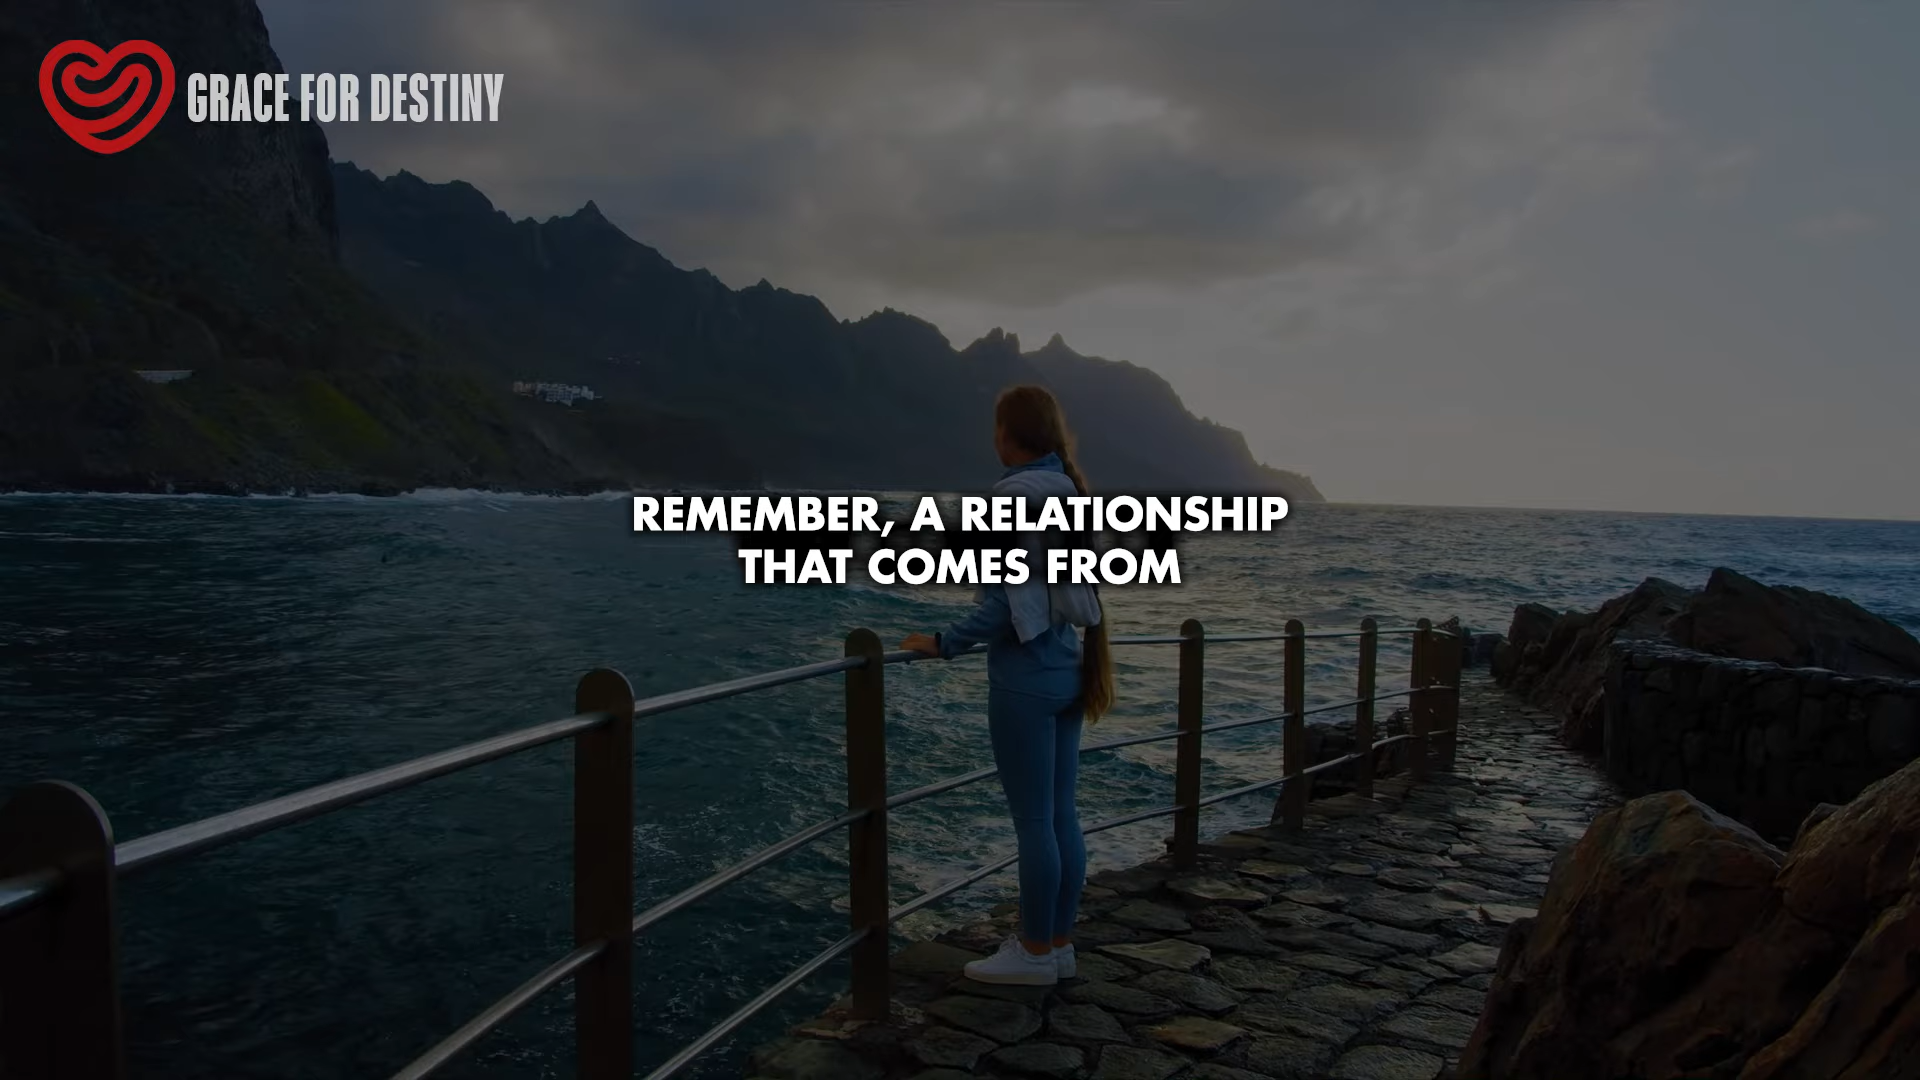 GRACE FOR DESTINY
REMEMBER, A RELATIONSHIP
THAT COMES FROM